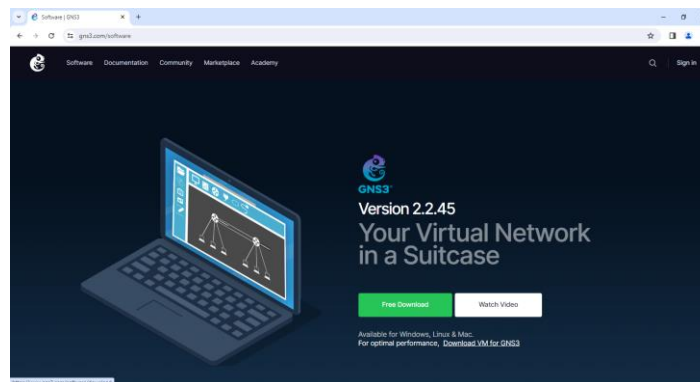 Software | GNS3
gns3.com/software
Software Documentation Community Marketplace Academy
Sign in
GNS3
Version 2.2.45
Your Virtual Network
in a Suitcase
Free Download Watch Video
Available for Windows, Linux & Mac.
For optimal performance, Download VM for GNS3